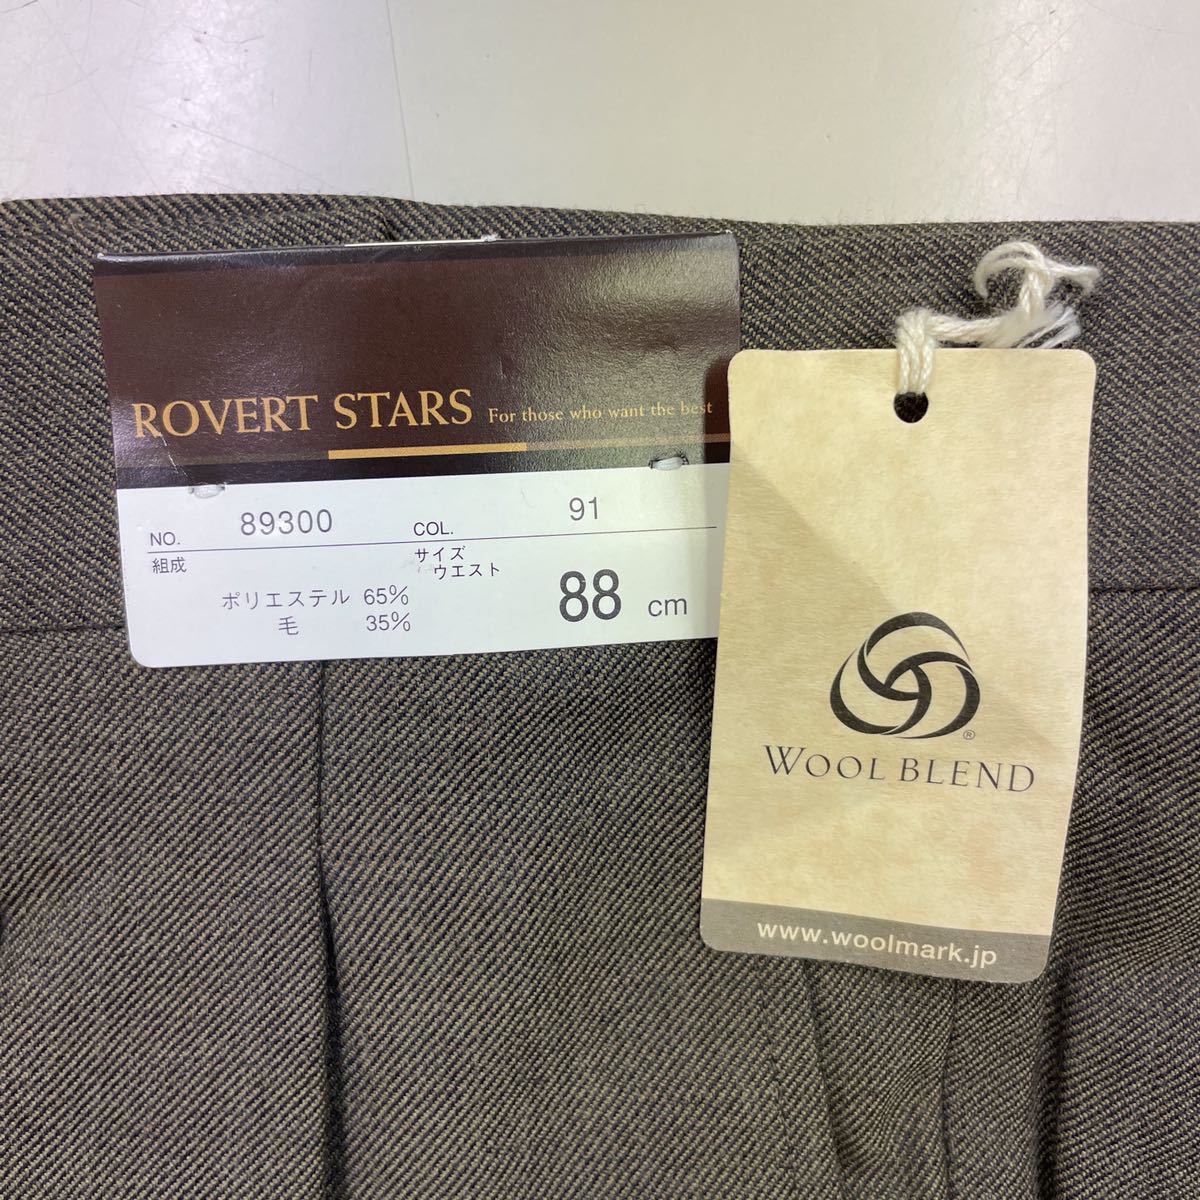 ROVERT STARS For those who want the best
NO. 89300 COL. 91
組成
サイズ
ウエスト
88 cm
ポリエステル 65%
毛 35%
®
WOOL BLEND
www.woolmark.jp